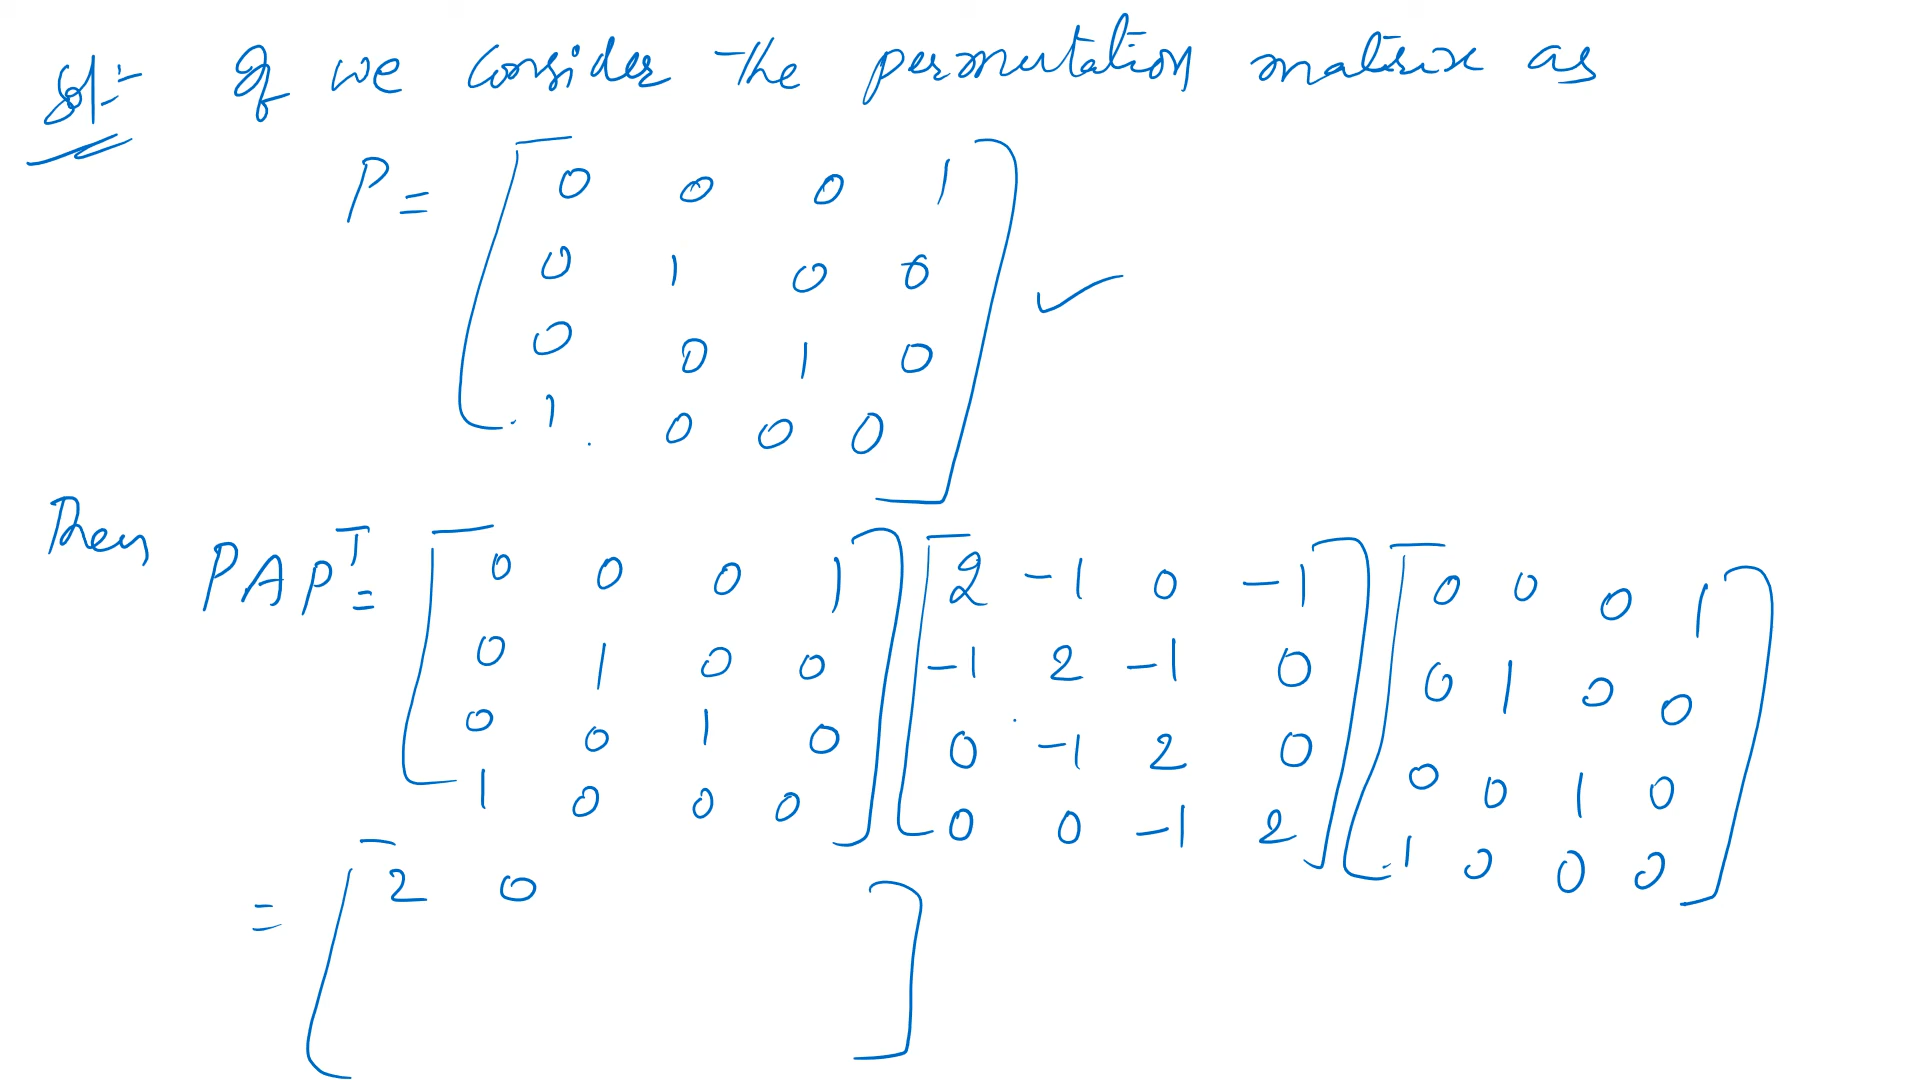 Sol:- If we consider the permutation matrix as
P = [ 0 0 0 1
0 1 0 0
0 0 1 0
1 0 0 0 ] ✓
Then PAPᵀ = [ 0 0 0 1 ] [ 2 -1 0 -1 ] [ 0 0 0 1 ]
0 1 0 0 -1 2 -1 0 0 1 0 0
0 0 1 0 0 -1 2 0 0 0 1 0
1 0 0 0 0 0 -1 2 1 0 0 0
= [ 2 0 ]